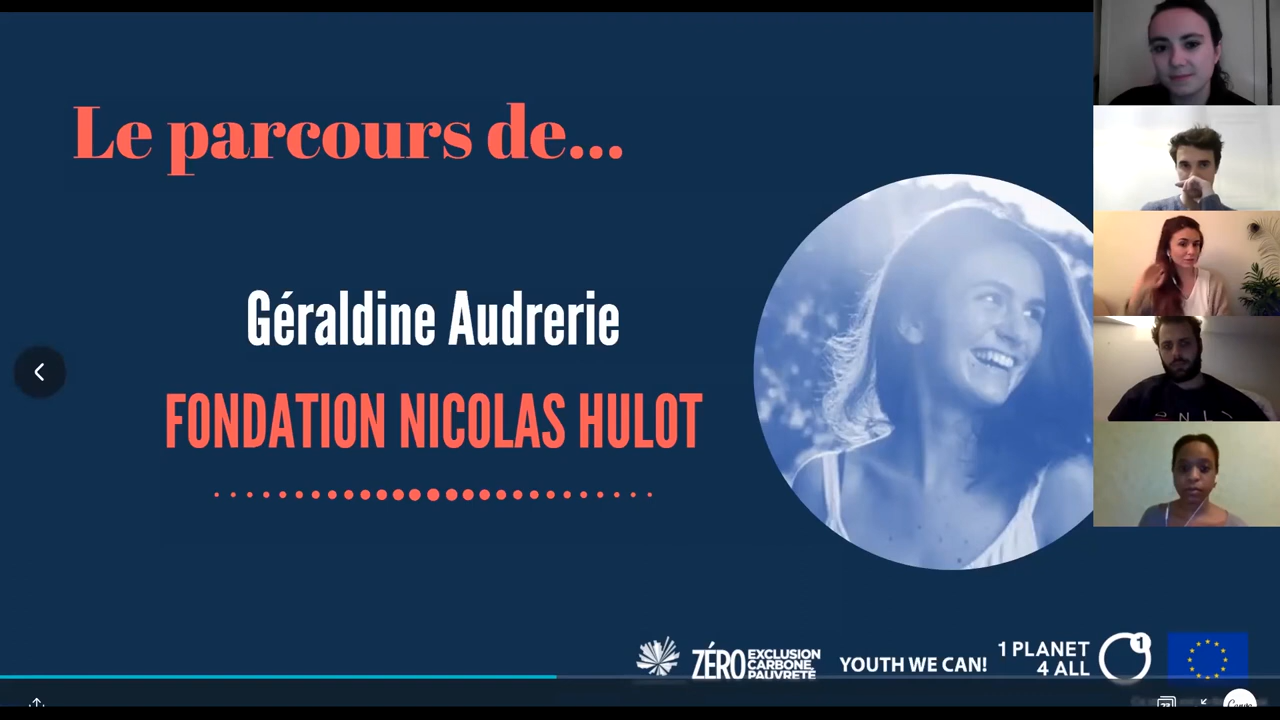 Le parcours de...
Géraldine Audrerie
FONDATION NICOLAS HULOT
ZÉRO EXCLUSION
CARBONE
PAUVRETÉ
YOUTH WE CAN!
1 PLANET
4 ALL
1